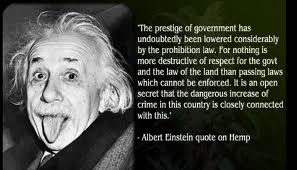 'The prestige of government has
undoubtedly been lowered considerably
by the prohibition law. For nothing is
more destructive of respect for the govt
and the law of the land than passing laws
which cannot be enforced. It is an open
secret that the dangerous increase of
crime in this country is closely connected
with this.'
- Albert Einstein quote on Hemp